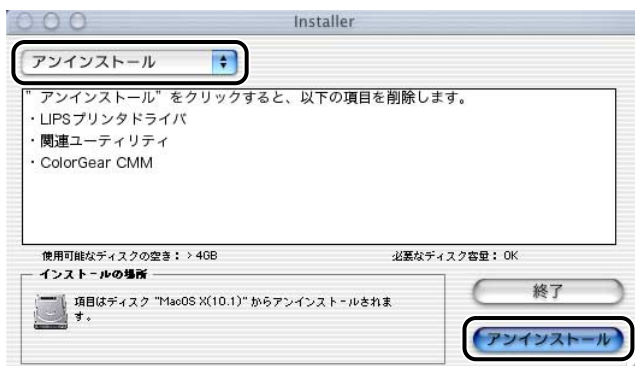 Installer
アンインストール
"アンインストール"をクリックすると、以下の項目を削除します。
・LIPSプリンタドライバ
・関連ユーティリティ
・ColorGear CMM
使用可能なディスクの空き：> 4GB
必要なディスク容量：OK
インストールの場所
項目はディスク "MacOS X(10.1)" からアンインストールされま
す。
終了
アンインストール